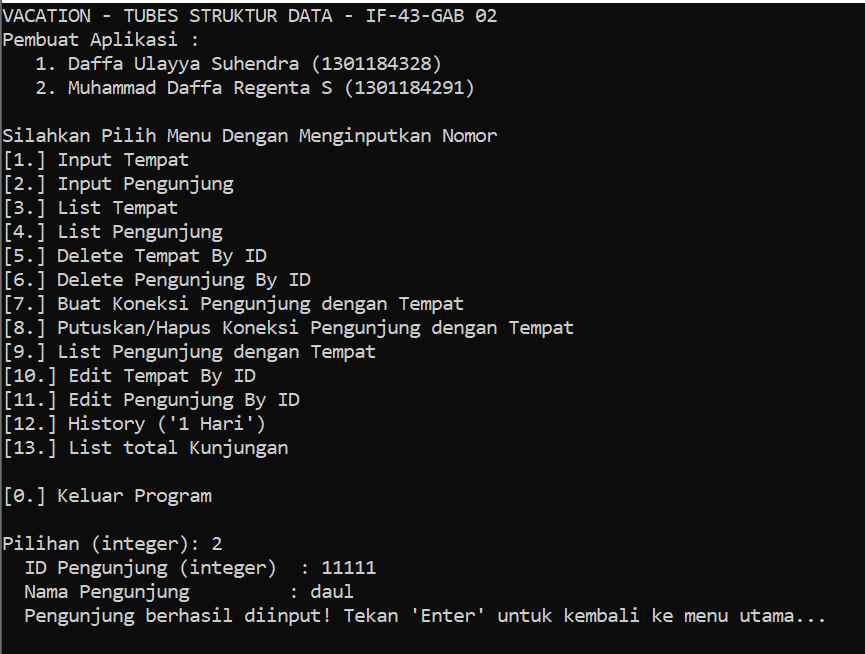 VACATION - TUBES STRUKTUR DATA - IF-43-GAB 02
Pembuat Aplikasi :
1. Daffa Ulayya Suhendra (1301184328)
2. Muhammad Daffa Regenta S (1301184291)
Silahkan Pilih Menu Dengan Menginputkan Nomor
[1.] Input Tempat
[2.] Input Pengunjung
[3.] List Tempat
[4.] List Pengunjung
[5.] Delete Tempat By ID
[6.] Delete Pengunjung By ID
[7.] Buat Koneksi Pengunjung dengan Tempat
[8.] Putuskan/Hapus Koneksi Pengunjung dengan Tempat
[9.] List Pengunjung dengan Tempat
[10.] Edit Tempat By ID
[11.] Edit Pengunjung By ID
[12.] History ('1 Hari')
[13.] List total Kunjungan
[0.] Keluar Program
Pilihan (integer): 2
ID Pengunjung (integer)  : 11111
Nama Pengunjung         : daul
Pengunjung berhasil diinput! Tekan 'Enter' untuk kembali ke menu utama...